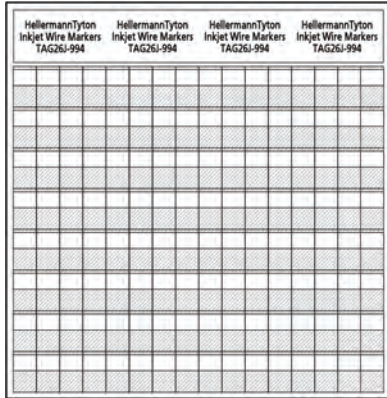 HellermannTyton HellermannTyton HellermannTyton HellermannTyton
Inkjet Wire Markers Inkjet Wire Markers Inkjet Wire Markers Inkjet Wire Markers
TAG26J-994 TAG26J-994 TAG26J-994 TAG26J-994